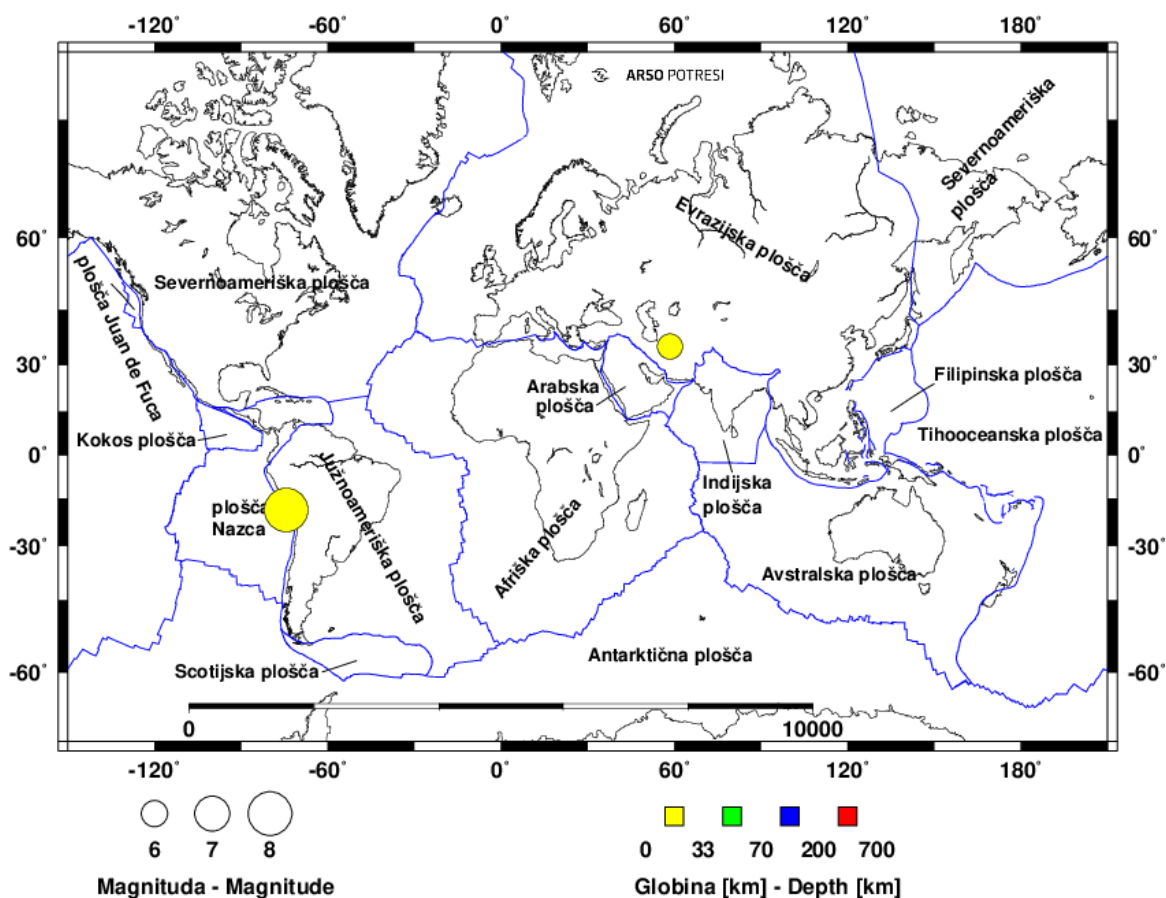 -120° -60° 0° 60° 120° 180°
ARSO POTRESI
Severnoameriška
plošča
Evrazijska plošča
60° 60°
Severnoameriška plošča
plošča Juan de Fuca
30° 30°
Arabska
plošča
Filipinska plošča
Kokos plošča
Tihooceanska plošča
0° 0°
Južnoameriška plošča
Indijska
plošča
plošča
Nazca
Afriška plošča
-30° -30°
Avstralska plošča
Antarktična plošča
Scotijska plošča
-60° -60°
0 10000
-120° -60° 0° 60° 120° 180°
6 7 8
Magnituda - Magnitude
0 33 70 200 700
Globina [km] - Depth [km]